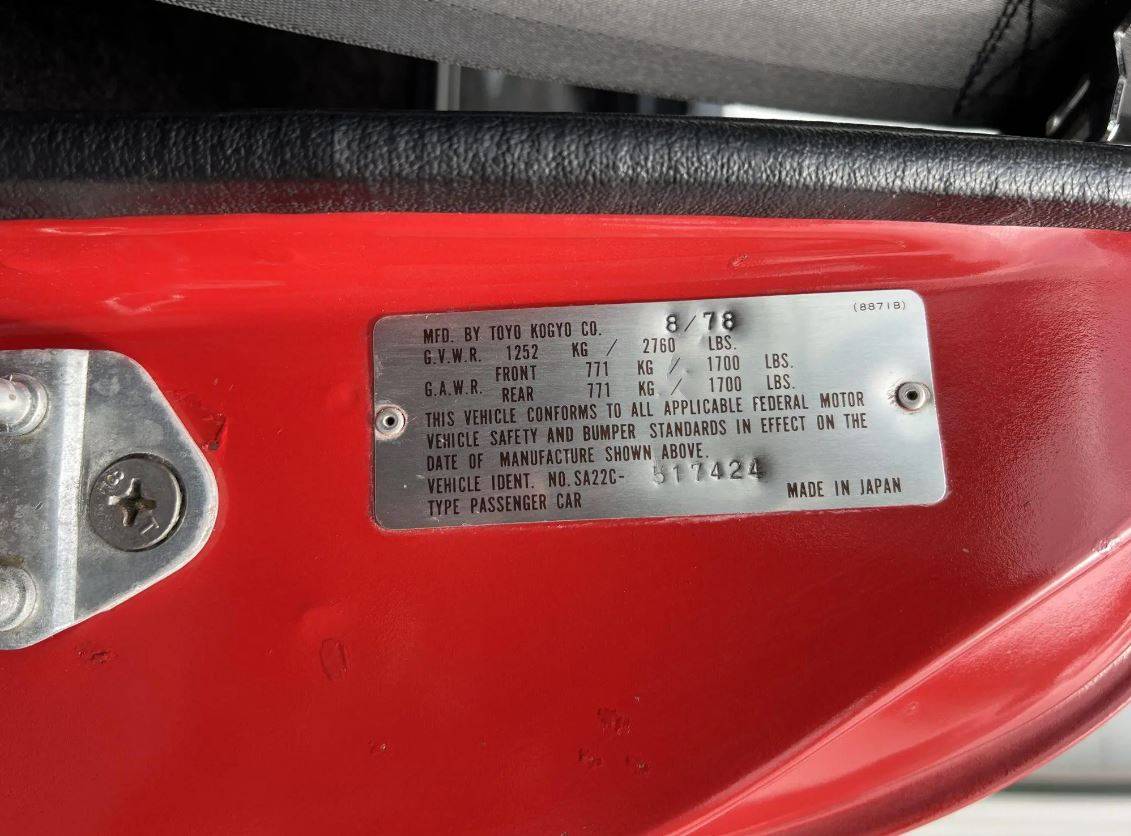 (8871B)
MFD. BY TOYO KOGYO CO. 8/78
G.V.W.R. 1252 KG / 2760 LBS.
G.A.W.R. FRONT 771 KG / 1700 LBS.
REAR 771 KG / 1700 LBS.
THIS VEHICLE CONFORMS TO ALL APPLICABLE FEDERAL MOTOR
VEHICLE SAFETY AND BUMPER STANDARDS IN EFFECT ON THE
DATE OF MANUFACTURE SHOWN ABOVE.
VEHICLE IDENT. NO. SA22C- 517424
TYPE PASSENGER CAR MADE IN JAPAN